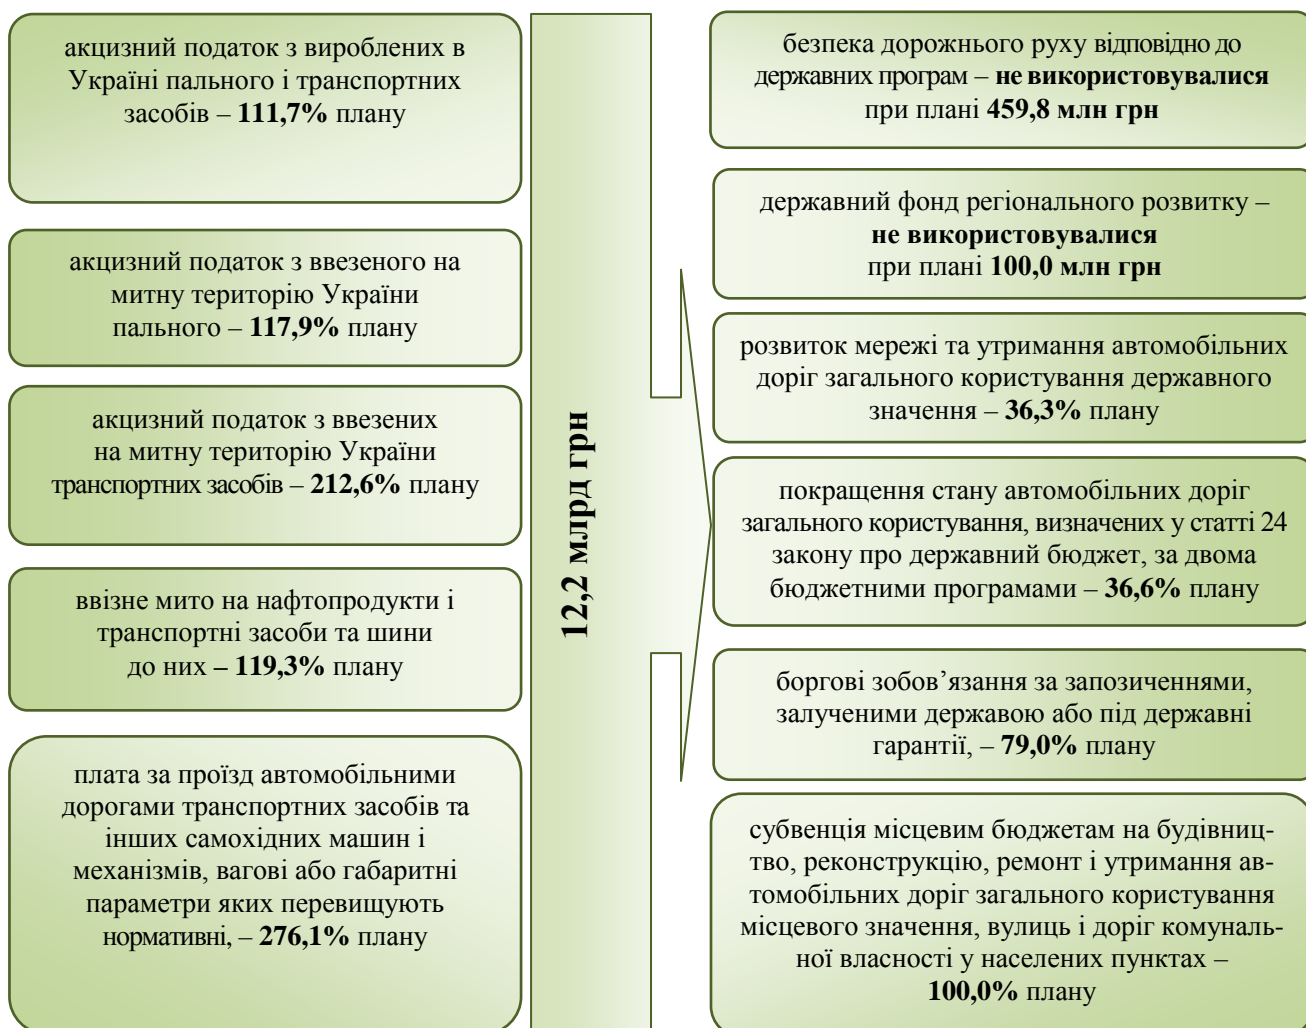 акцизний податок з вироблених в
Україні пального і транспортних
засобів – 111,7% плану
акцизний податок з ввезеного на
митну територію України
пального – 117,9% плану
акцизний податок з ввезених
на митну територію України
транспортних засобів – 212,6% плану
ввізне мито на нафтопродукти і
транспортні засоби та шини
до них – 119,3% плану
плата за проїзд автомобільними
дорогами транспортних засобів та
інших самохідних машин і
механізмів, вагові або габаритні
параметри яких перевищують
нормативні, – 276,1% плану
12,2 млрд грн
безпека дорожнього руху відповідно до
державних програм – не використовувалися
при плані 459,8 млн грн
державний фонд регіонального розвитку –
не використовувалися
при плані 100,0 млн грн
розвиток мережі та утримання автомобільних
доріг загального користування державного
значення – 36,3% плану
покращення стану автомобільних доріг
загального користування, визначених у статті 24
закону про державний бюджет, за двома
бюджетними програмами – 36,6% плану
боргові зобов’язання за запозиченнями,
залученими державою або під державні
гарантії, – 79,0% плану
субвенція місцевим бюджетам на будівниц-
тво, реконструкцію, ремонт і утримання ав-
томобільних доріг загального користування
місцевого значення, вулиць і доріг комуналь-
ної власності у населених пунктах –
100,0% плану